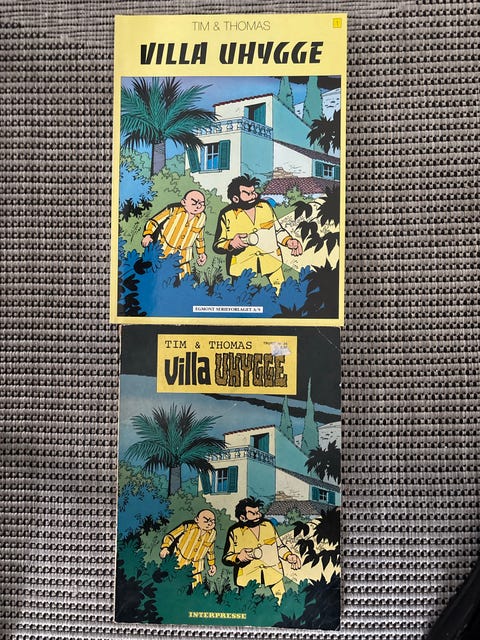 TIM & THOMAS
VILLA UHYGGE
EGMONT SERIEFORLAGET A/S
TIM & THOMAS
Villa UHYGGE
INTERPRESSE